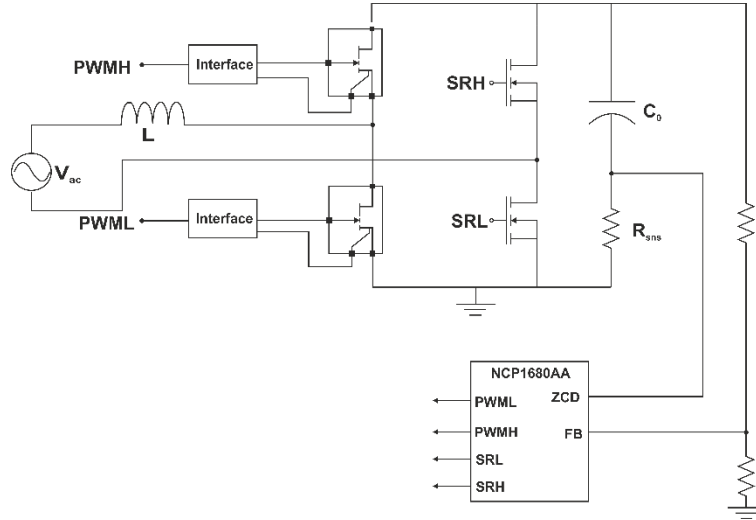 PWMH
Interface
SRH
C₀
L
Vac
PWML
Interface
SRL
Rsns
NCP1680AA
PWML
ZCD
PWMH
FB
SRL
SRH